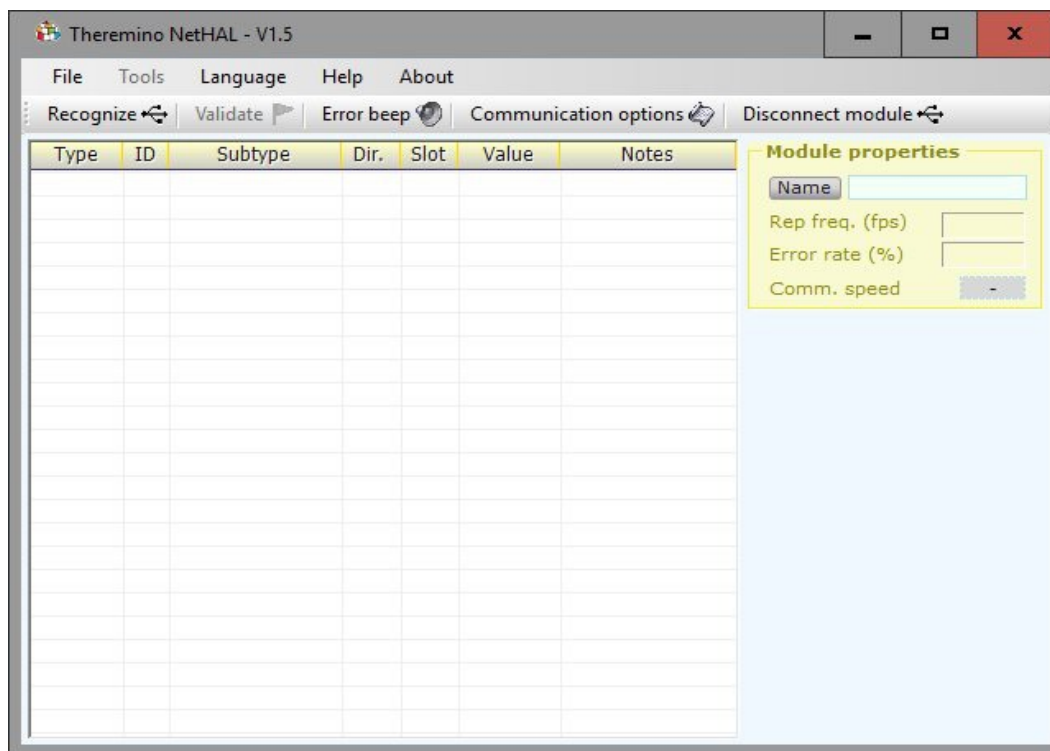 Theremino NetHAL - V1.5
File Tools Language Help About
Recognize Validate Error beep Communication options Disconnect module
Type ID Subtype Dir. Slot Value Notes
Module properties
Name
Rep freq. (fps)
Error rate (%)
Comm. speed -